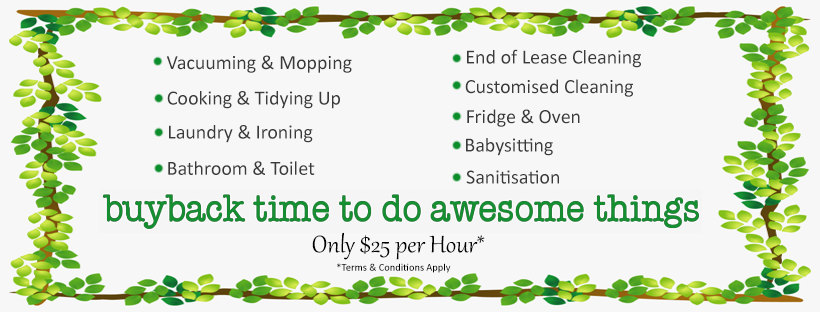 Vacuuming & Mopping
Cooking & Tidying Up
Laundry & Ironing
Bathroom & Toilet
End of Lease Cleaning
Customised Cleaning
Fridge & Oven
Babysitting
Sanitisation
buyback time to do awesome things
Only $25 per Hour*
*Terms & Conditions Apply